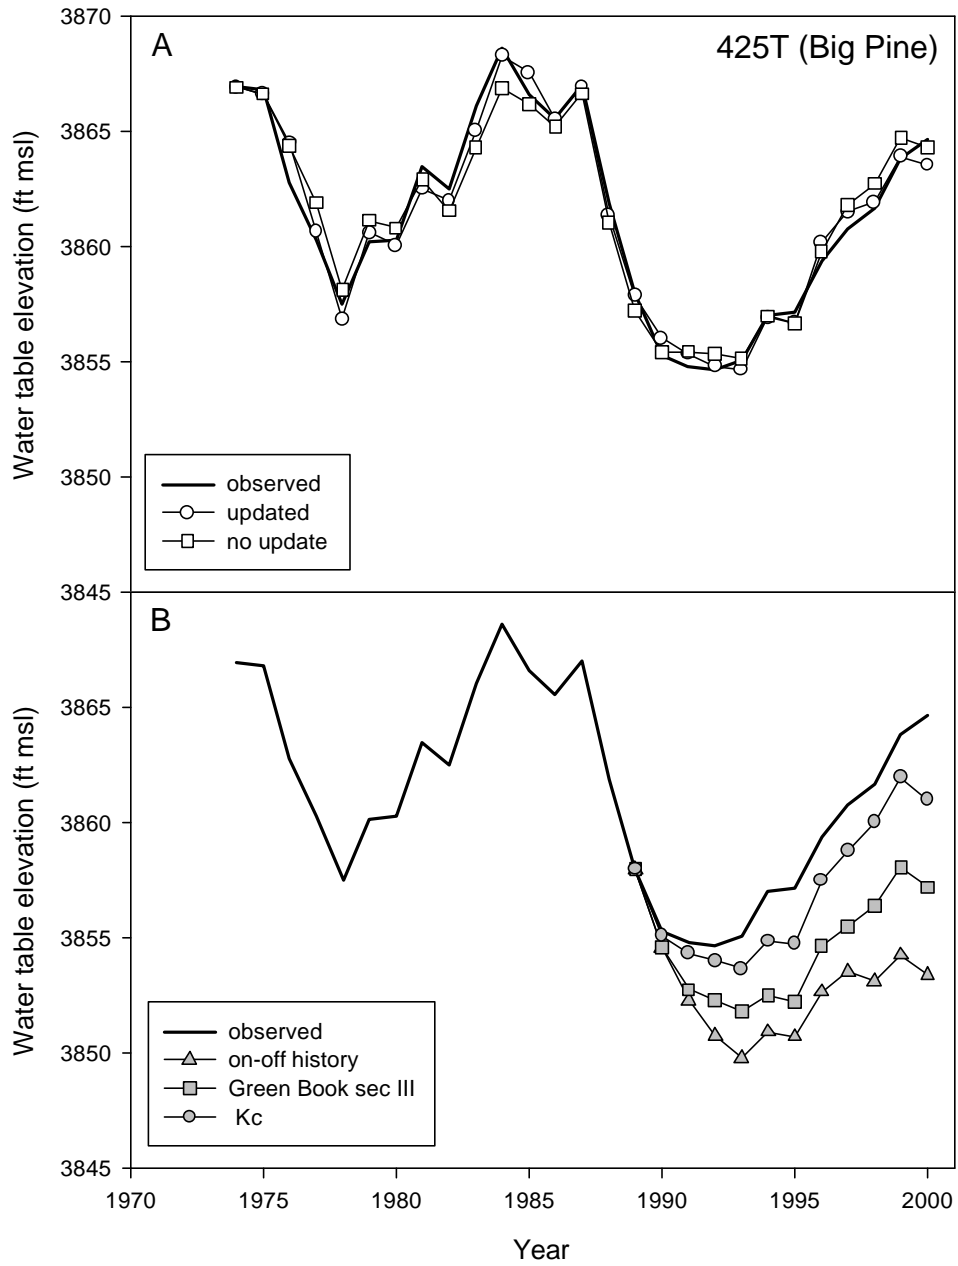 3870
A
425T (Big Pine)
3865
3860
3855
3850
3845
Water table elevation (ft msl)
observed
updated
no update
B
3865
3860
3855
3850
3845
Water table elevation (ft msl)
observed
on-off history
Green Book sec III
Kc
1970 1975 1980 1985 1990 1995 2000
Year